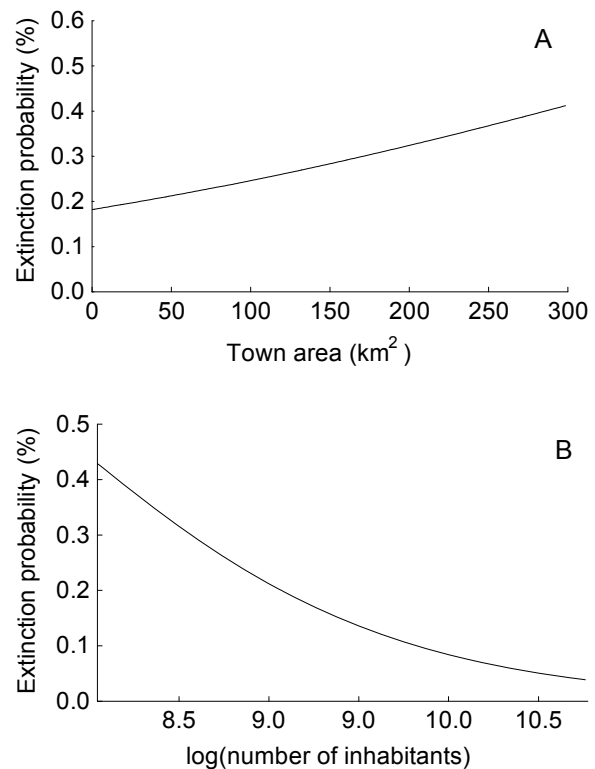 A
Extinction probability (%)
0.6
0.5
0.4
0.3
0.2
0.1
0.0
0 50 100 150 200 250 300
Town area (km²)
B
Extinction probability (%)
0.5
0.4
0.3
0.2
0.1
0.0
8.5 9.0 9.0 10.0 10.5
log(number of inhabitants)